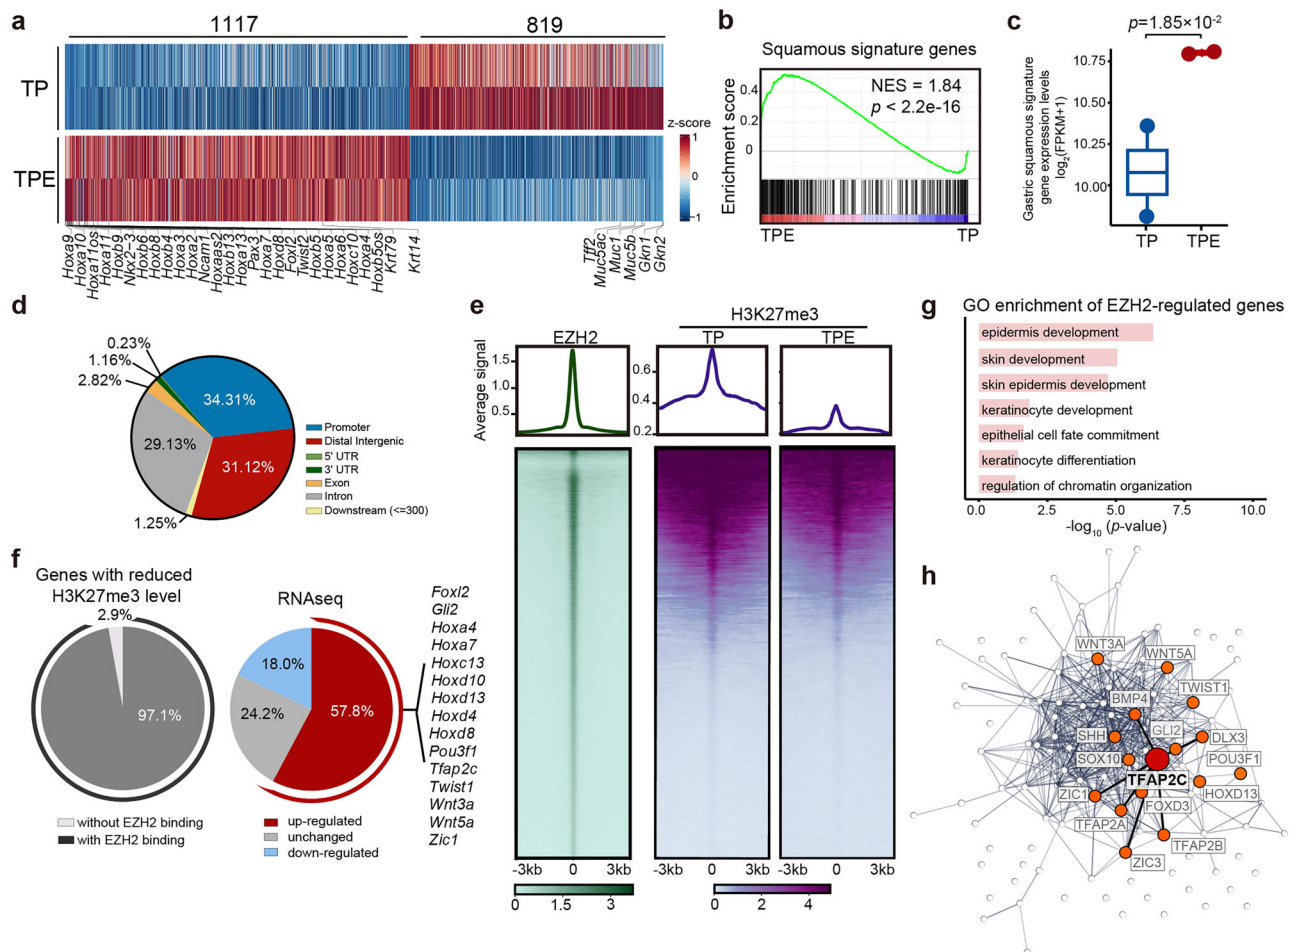 a
1117
819
TP
TPE
z-score
1
0
−1
Hoxa9
Hoxa10
Hoxa11os
Hoxa11
Hoxb9
Nkx2-3
Hoxb6
Hoxb8
Hoxb4
Hoxa3
Hoxa2
Ncam1
Hoxaas2
Hoxb13
Hoxa13
Pax3
Hoxa7
Hoxd8
Foxl2
Twist2
Hoxb5
Hoxa5
Hoxa6
Hoxc10
Hoxa4
Hoxb5os
Krt79
Krt14
Tff2
Muc5ac
Muc1
Muc5b
Gkn1
Gkn2
b
Squamous signature genes
NES = 1.84
p < 2.2e-16
Enrichment score
0.4
0.2
0
TPE
TP
c
p=1.85×10⁻²
Gastric squamous signature
gene expression levels
log₂(FPKM+1)
10.75
10.00
TP
TPE
d
0.23%
1.16%
2.82%
34.31%
29.13%
31.12%
1.25%
Promoter
Distal Intergenic
5' UTR
3' UTR
Exon
Intron
Downstream (<=300)
e
H3K27me3
EZH2
TP
TPE
Average signal
1.5
1.0
0.5
0.6
0.4
0.2
0.6
0.4
0.2
-3kb
0
3kb
-3kb
0
3kb
-3kb
0
3kb
0
1.5
3
0
2
4
f
Genes with reduced
H3K27me3 level
2.9%
97.1%
without EZH2 binding
with EZH2 binding
RNAseq
18.0%
24.2%
57.8%
up-regulated
unchanged
down-regulated
Foxl2
Gli2
Hoxa4
Hoxa7
Hoxc13
Hoxd10
Hoxd13
Hoxd4
Hoxd8
Pou3f1
Tfap2c
Twist1
Wnt3a
Wnt5a
Zic1
g
GO enrichment of EZH2-regulated genes
epidermis development
skin development
skin epidermis development
keratinocyte development
epithelial cell fate commitment
keratinocyte differentiation
regulation of chromatin organization
0.0
2.5
5.0
7.5
10.0
-log₁₀ (p-value)
h
WNT3A
WNT5A
TWIST1
BMP4
SHH
GLI2
DLX3
SOX10
POU3F1
TFAP2C
HOXD13
ZIC1
FOXD3
TFAP2A
TFAP2B
ZIC3